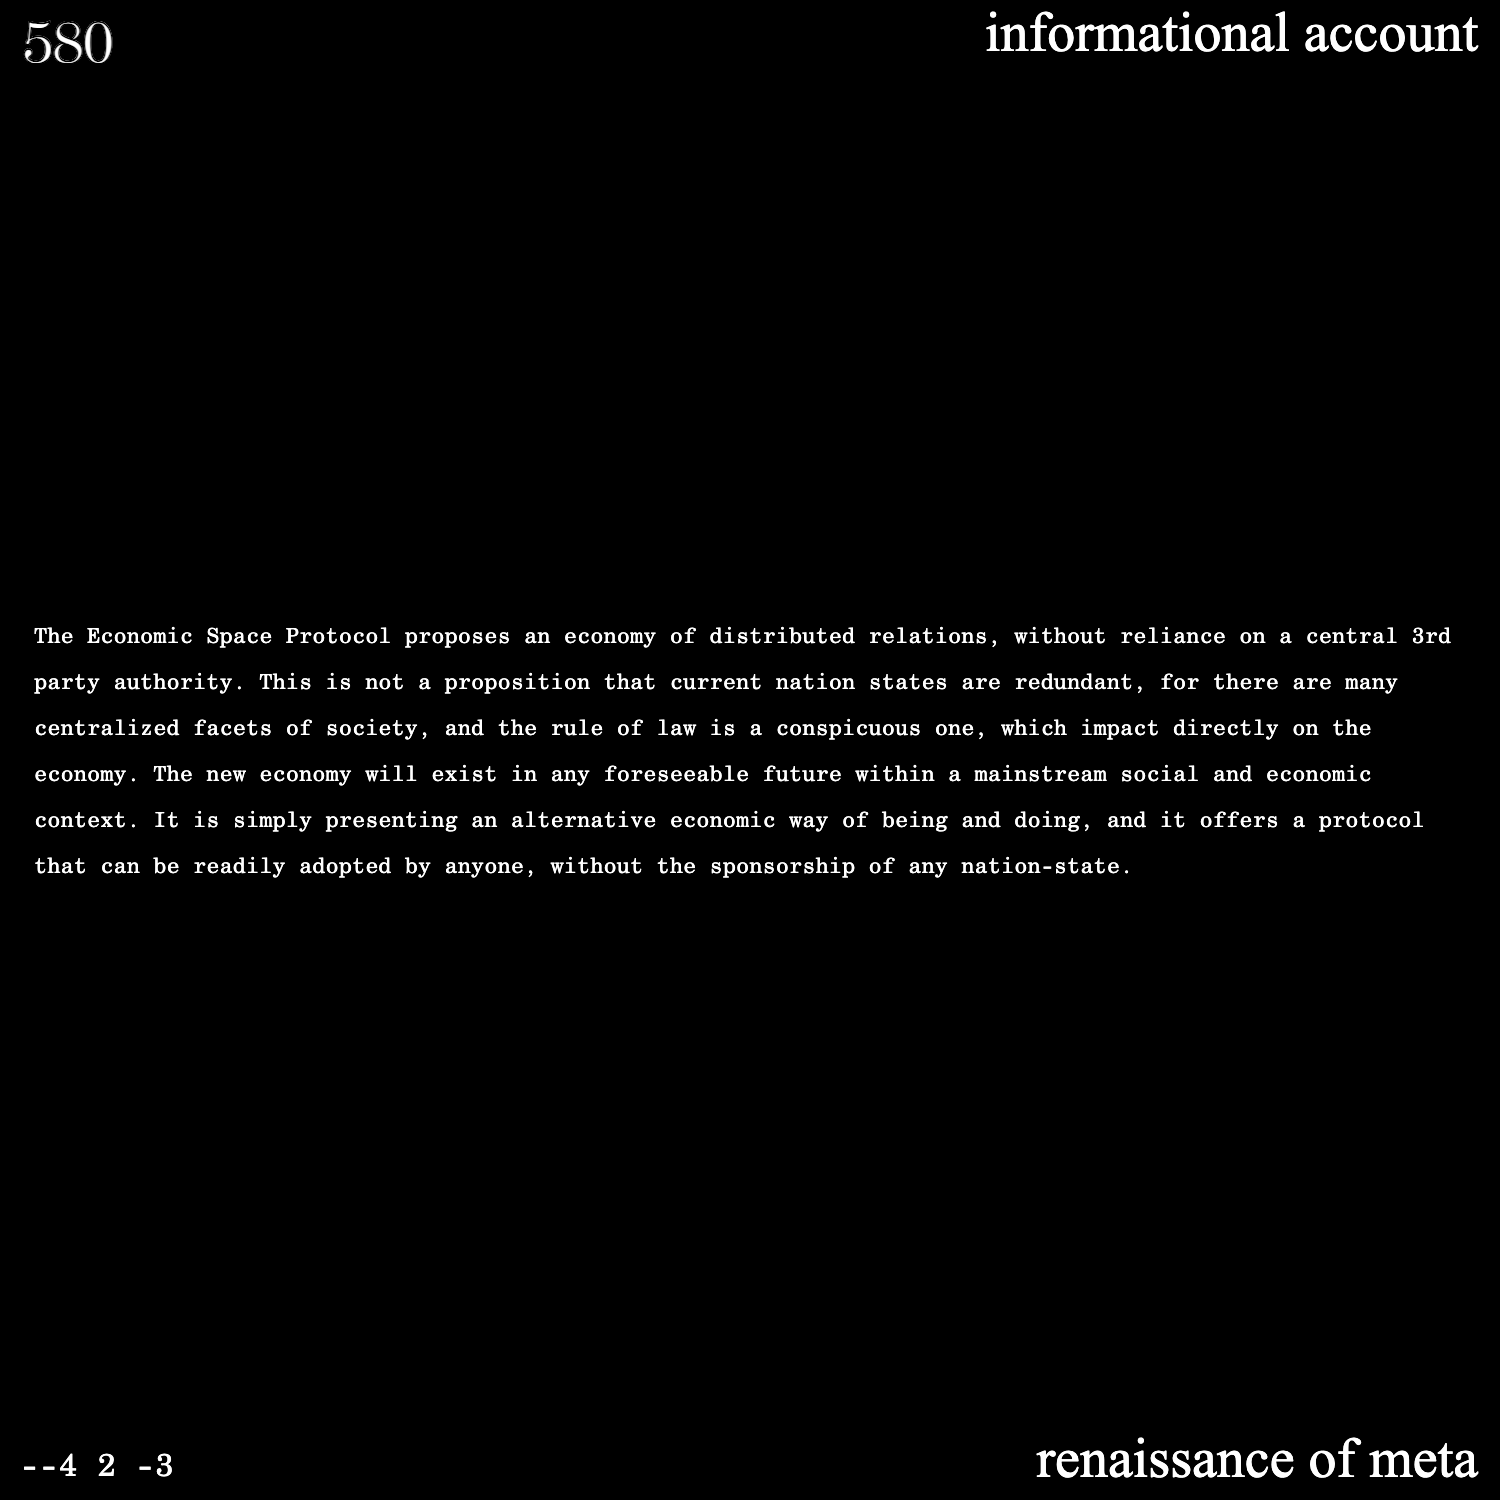 580
informational account
The Economic Space Protocol proposes an economy of distributed relations, without reliance on a central 3rd
party authority. This is not a proposition that current nation states are redundant, for there are many
centralized facets of society, and the rule of law is a conspicuous one, which impact directly on the
economy. The new economy will exist in any foreseeable future within a mainstream social and economic
context. It is simply presenting an alternative economic way of being and doing, and it offers a protocol
that can be readily adopted by anyone, without the sponsorship of any nation-state.
--4 2 -3
renaissance of meta